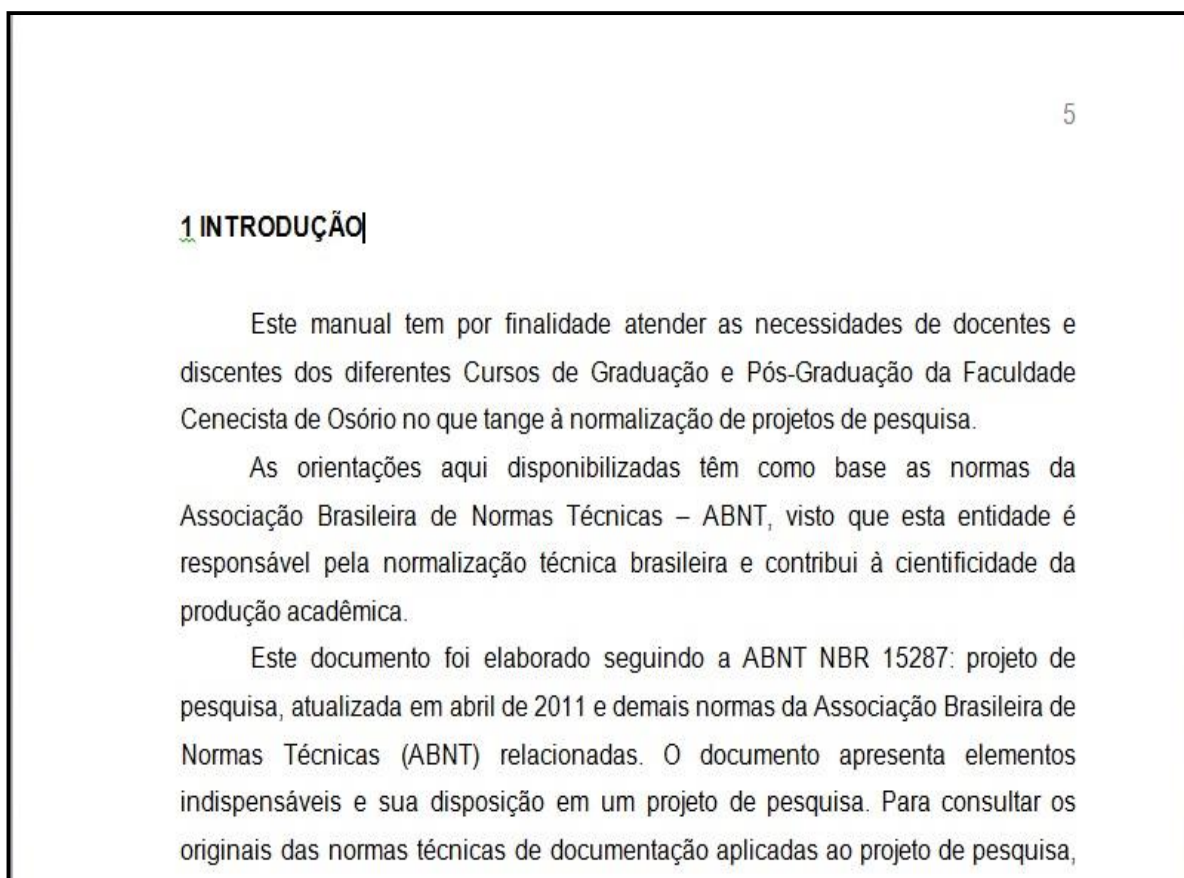 5
1 INTRODUÇÃO
Este manual tem por finalidade atender as necessidades de docentes e
discentes dos diferentes Cursos de Graduação e Pós-Graduação da Faculdade
Cenecista de Osório no que tange à normalização de projetos de pesquisa.
As orientações aqui disponibilizadas têm como base as normas da
Associação Brasileira de Normas Técnicas – ABNT, visto que esta entidade é
responsável pela normalização técnica brasileira e contribui à cientificidade da
produção acadêmica.
Este documento foi elaborado seguindo a ABNT NBR 15287: projeto de
pesquisa, atualizada em abril de 2011 e demais normas da Associação Brasileira de
Normas Técnicas (ABNT) relacionadas. O documento apresenta elementos
indispensáveis e sua disposição em um projeto de pesquisa. Para consultar os
originais das normas técnicas de documentação aplicadas ao projeto de pesquisa,